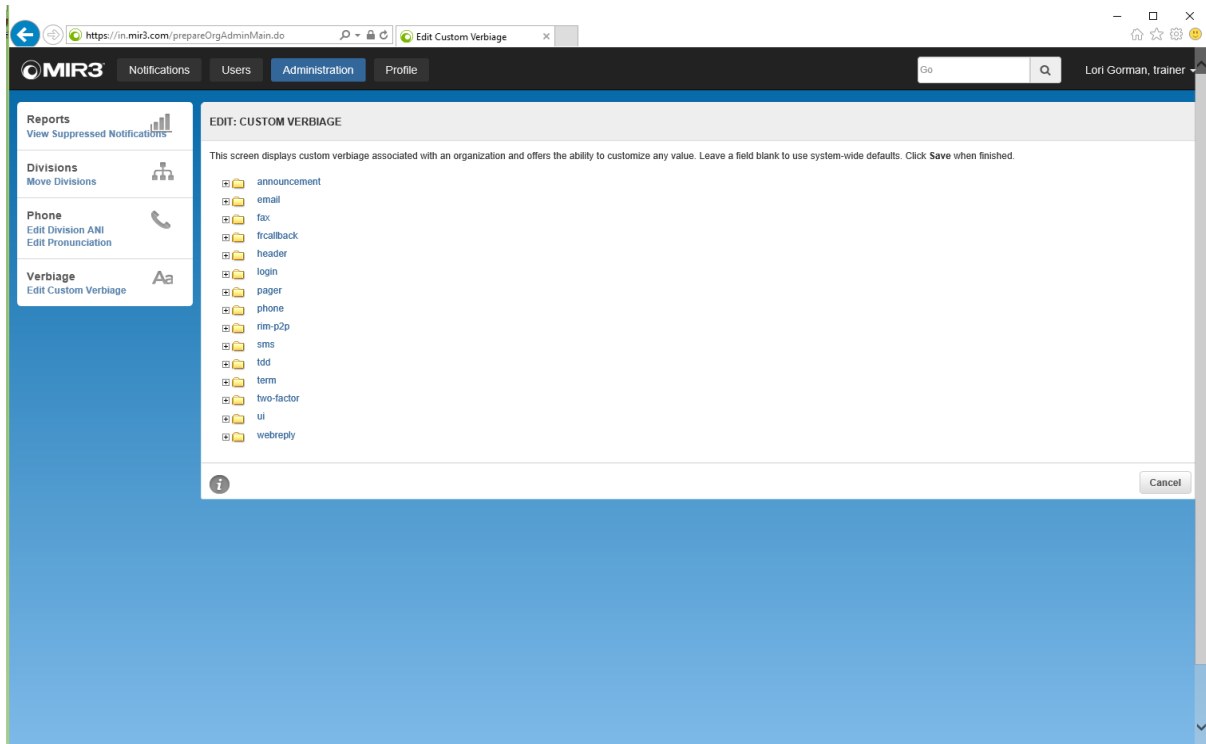 https://in.mir3.com/prepareOrgAdminMain.do
Edit Custom Verbiage
MIR3
Notifications
Users
Administration
Profile
Go
Lori Gorman, trainer
Reports
View Suppressed Notifications
Divisions
Move Divisions
Phone
Edit Division ANI
Edit Pronunciation
Verbiage
Edit Custom Verbiage
Aa
EDIT: CUSTOM VERBIAGE
This screen displays custom verbiage associated with an organization and offers the ability to customize any value. Leave a field blank to use system-wide defaults. Click Save when finished.
announcement
email
fax
frcallback
header
login
pager
phone
rim-p2p
sms
tdd
term
two-factor
ui
webreply
i
Cancel